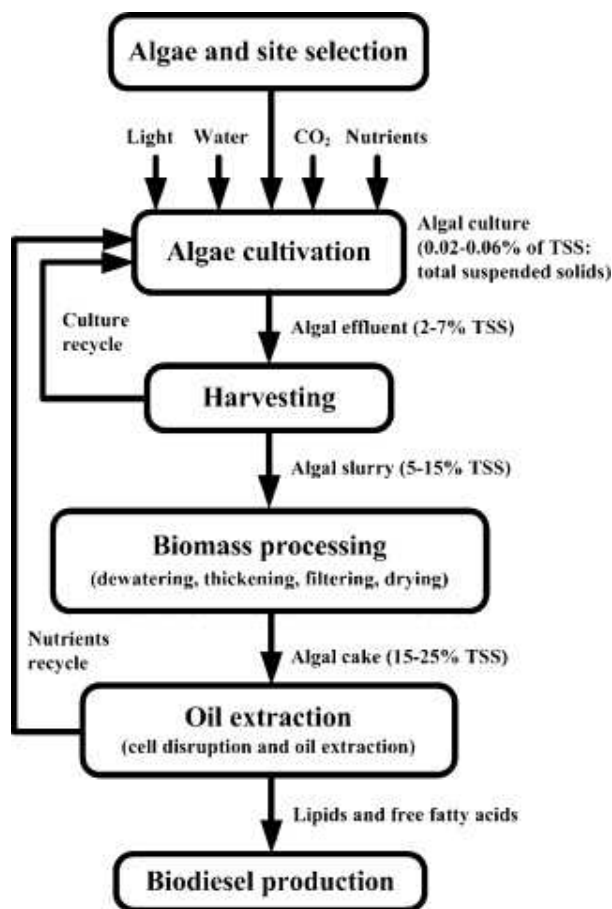 Algae and site selection
Light Water CO₂ Nutrients
Algae cultivation
Algal culture
(0.02-0.06% of TSS:
total suspended solids)
Culture
recycle
Algal effluent (2-7% TSS)
Harvesting
Algal slurry (5-15% TSS)
Biomass processing
(dewatering, thickening, filtering, drying)
Nutrients
recycle
Algal cake (15-25% TSS)
Oil extraction
(cell disruption and oil extraction)
Lipids and free fatty acids
Biodiesel production